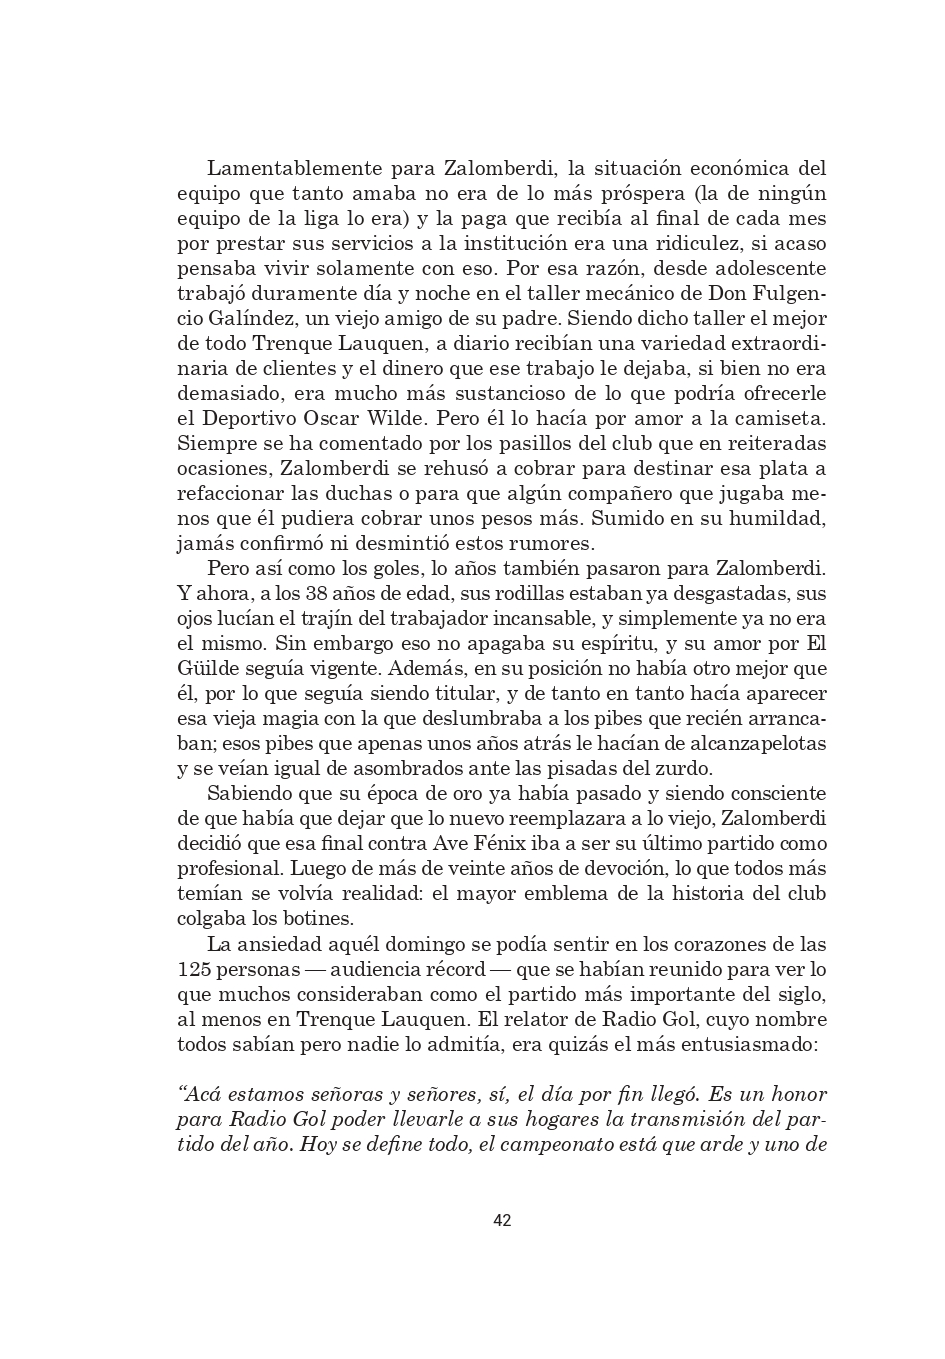 Lamentablemente para Zalomberdi, la situación económica del
equipo que tanto amaba no era de lo más próspera (la de ningún
equipo de la liga lo era) y la paga que recibía al final de cada mes
por prestar sus servicios a la institución era una ridiculez, si acaso
pensaba vivir solamente con eso. Por esa razón, desde adolescente
trabajó duramente día y noche en el taller mecánico de Don Fulgen-
cio Galíndez, un viejo amigo de su padre. Siendo dicho taller el mejor
de todo Trenque Lauquen, a diario recibían una variedad extraordi-
naria de clientes y el dinero que ese trabajo le dejaba, si bien no era
demasiado, era mucho más sustancioso de lo que podría ofrecerle
el Deportivo Oscar Wilde. Pero él lo hacía por amor a la camiseta.
Siempre se ha comentado por los pasillos del club que en reiteradas
ocasiones, Zalomberdi se rehusó a cobrar para destinar esa plata a
refaccionar las duchas o para que algún compañero que jugaba me-
nos que él pudiera cobrar unos pesos más. Sumido en su humildad,
jamás confirmó ni desmintió estos rumores.
Pero así como los goles, lo años también pasaron para Zalomberdi.
Y ahora, a los 38 años de edad, sus rodillas estaban ya desgastadas, sus
ojos lucían el trajín del trabajador incansable, y simplemente ya no era
el mismo. Sin embargo eso no apagaba su espíritu, y su amor por El
Güilde seguía vigente. Además, en su posición no había otro mejor que
él, por lo que seguía siendo titular, y de tanto en tanto hacía aparecer
esa vieja magia con la que deslumbraba a los pibes que recién arranca-
ban; esos pibes que apenas unos años atrás le hacían de alcanzapelotas
y se veían igual de asombrados ante las pisadas del zurdo.
Sabiendo que su época de oro ya había pasado y siendo consciente
de que había que dejar que lo nuevo reemplazara a lo viejo, Zalomberdi
decidió que esa final contra Ave Fénix iba a ser su último partido como
profesional. Luego de más de veinte años de devoción, lo que todos más
temían se volvía realidad: el mayor emblema de la historia del club
colgaba los botines.
La ansiedad aquél domingo se podía sentir en los corazones de las
125 personas — audiencia récord — que se habían reunido para ver lo
que muchos consideraban como el partido más importante del siglo,
al menos en Trenque Lauquen. El relator de Radio Gol, cuyo nombre
todos sabían pero nadie lo admitía, era quizás el más entusiasmado:
“Acá estamos señoras y señores, sí, el día por fin llegó. Es un honor
para Radio Gol poder llevarle a sus hogares la transmisión del par-
tido del año. Hoy se define todo, el campeonato está que arde y uno de
42